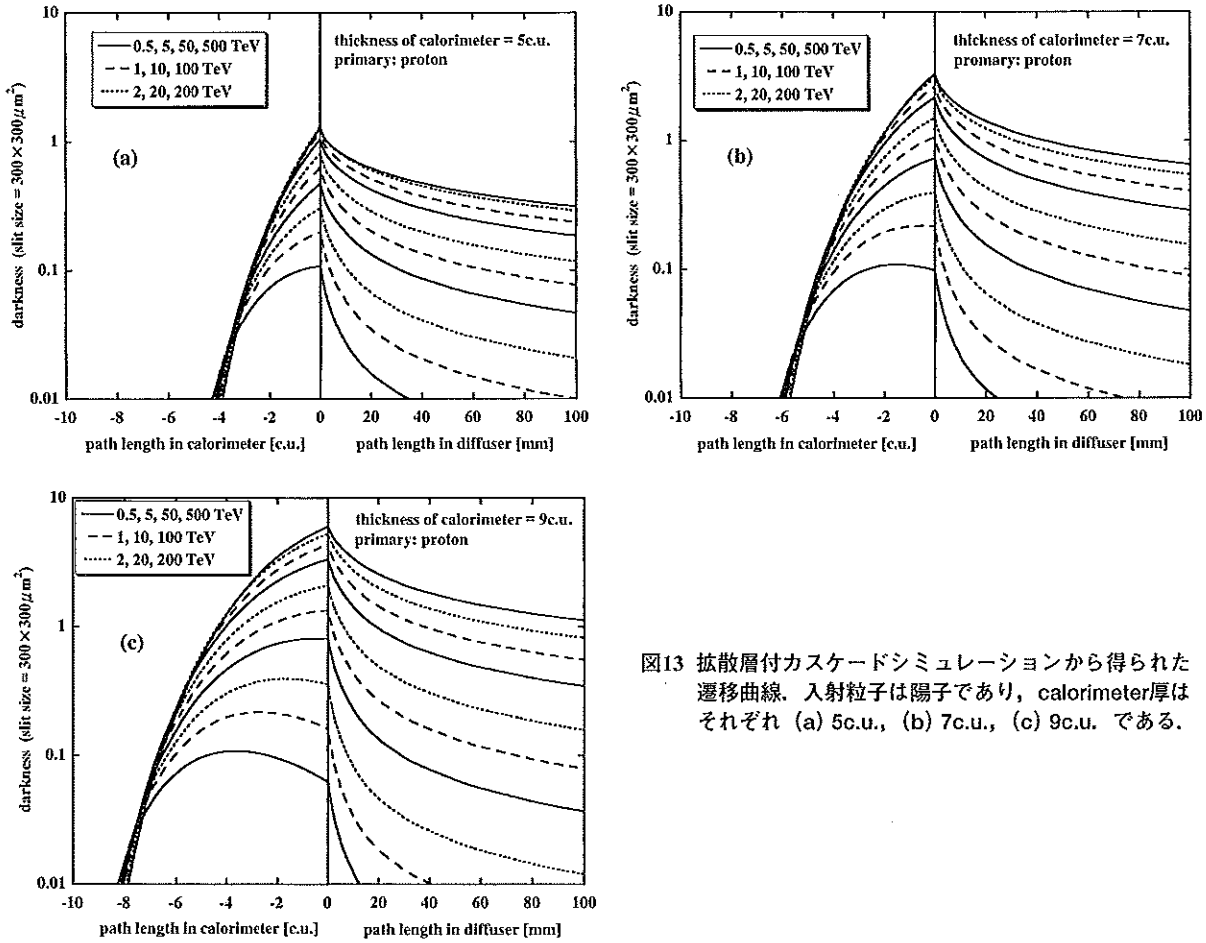 10
0.5, 5, 50, 500 TeV
1, 10, 100 TeV
2, 20, 200 TeV
thickness of calorimeter = 5c.u.
primary: proton
(a)
1
0.1
0.01
darkness (slit size = 300×300μm²)
-10 -8 -6 -4 -2 0 20 40 60 80 100
path length in calorimeter [c.u.] path length in diffuser [mm]
10
0.5, 5, 50, 500 TeV
1, 10, 100 TeV
2, 20, 200 TeV
thickness of calorimeter = 7c.u.
promary: proton
(b)
1
0.1
0.01
darkness (slit size = 300×300μm²)
-10 -8 -6 -4 -2 0 20 40 60 80 100
path length in calorimeter [c.u.] path length in diffuser [mm]
10
0.5, 5, 50, 500 TeV
1, 10, 100 TeV
2, 20, 200 TeV
thickness of calorimeter = 9c.u.
primary: proton
(c)
1
0.1
0.01
darkness (slit size = 300×300μm²)
-10 -8 -6 -4 -2 0 20 40 60 80 100
path length in calorimeter [c.u.] path length in diffuser [mm]
図13 拡散層付カスケードシミュレーションから得られた
遷移曲線．入射粒子は陽子であり，calorimeter厚は
それぞれ (a) 5c.u., (b) 7c.u., (c) 9c.u. である．